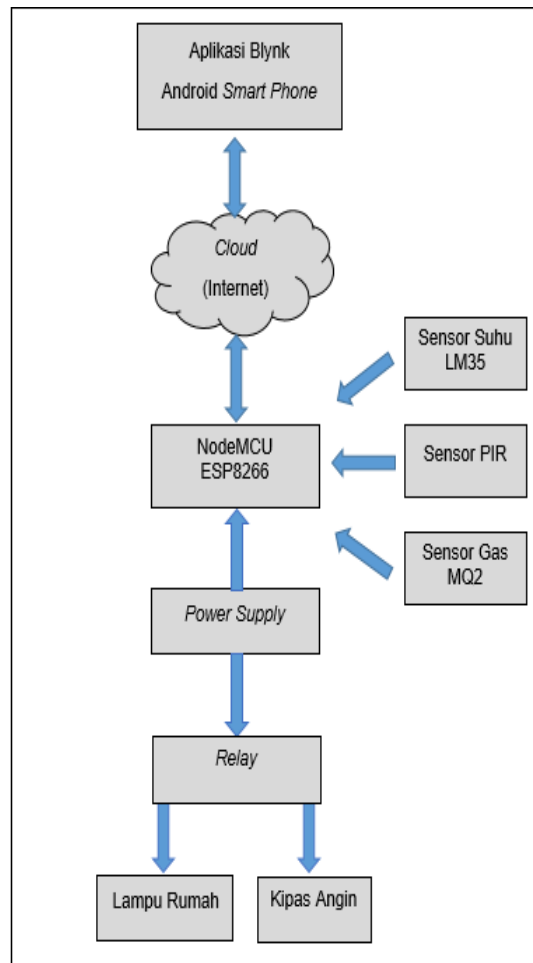 Aplikasi Blynk
Android Smart Phone
Cloud
(Internet)
Sensor Suhu
LM35
NodeMCU
ESP8266
Sensor PIR
Sensor Gas
MQ2
Power Supply
Relay
Lampu Rumah
Kipas Angin